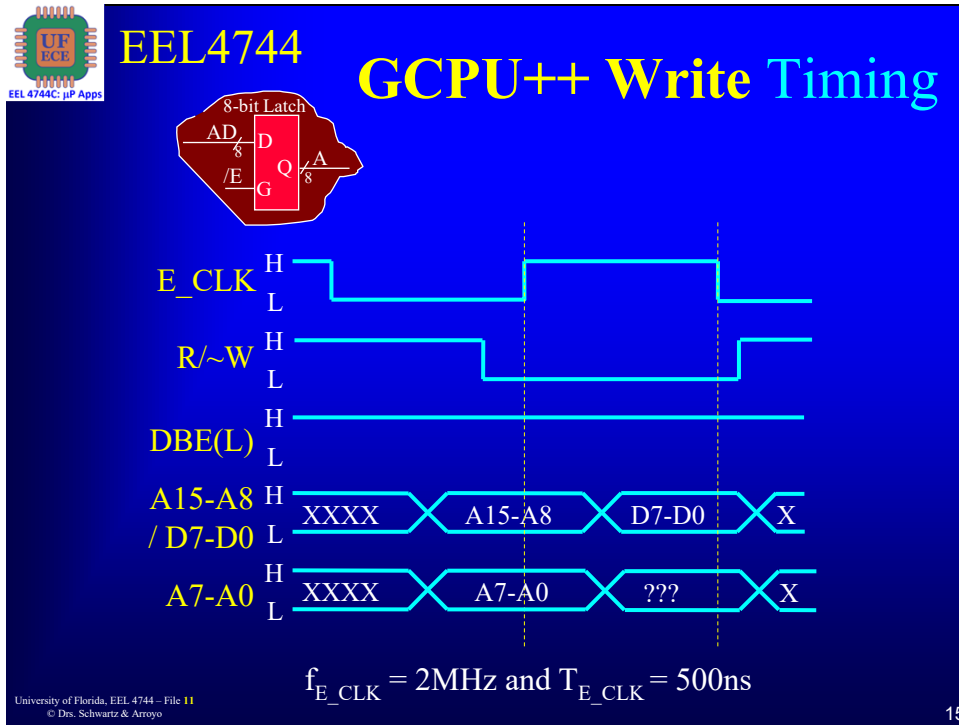 UF
ECE
EEL 4744C: µP Apps
EEL4744
GCPU++ Write Timing
8-bit Latch
AD
8
D
Q
A
8
/E
G
E_CLK
H
L
R/~W
H
L
DBE(L)
H
L
A15-A8
/ D7-D0
H
L
XXXX
A15-A8
D7-D0
X
A7-A0
H
L
XXXX
A7-A0
???
X
f_E_CLK = 2MHz and T_E_CLK = 500ns
University of Florida, EEL 4744 – File 11
© Drs. Schwartz & Arroyo
15